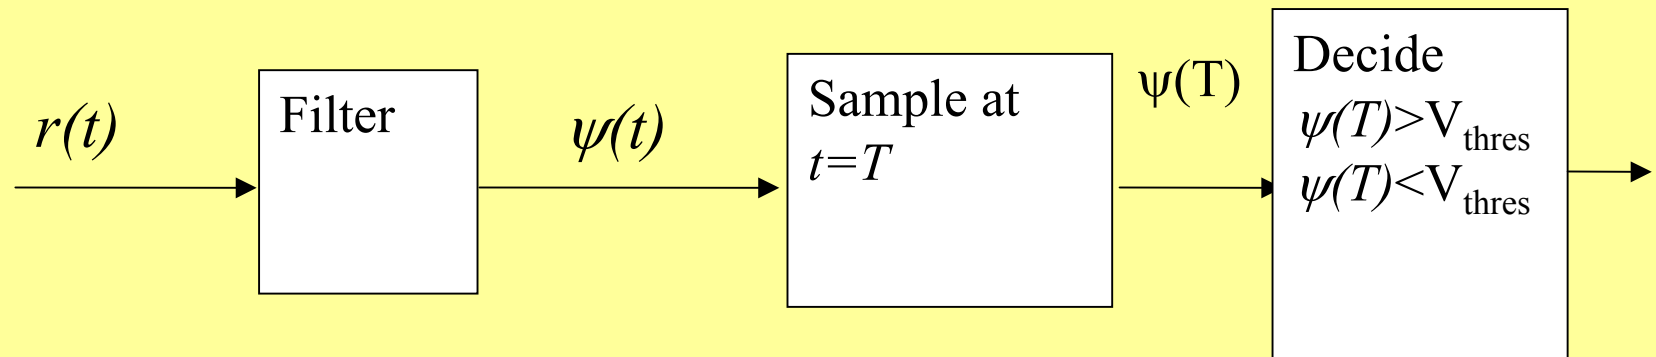 r(t)
Filter
ψ(t)
Sample at
t=T
ψ(T)
Decide
ψ(T)>Vthres
ψ(T)<Vthres